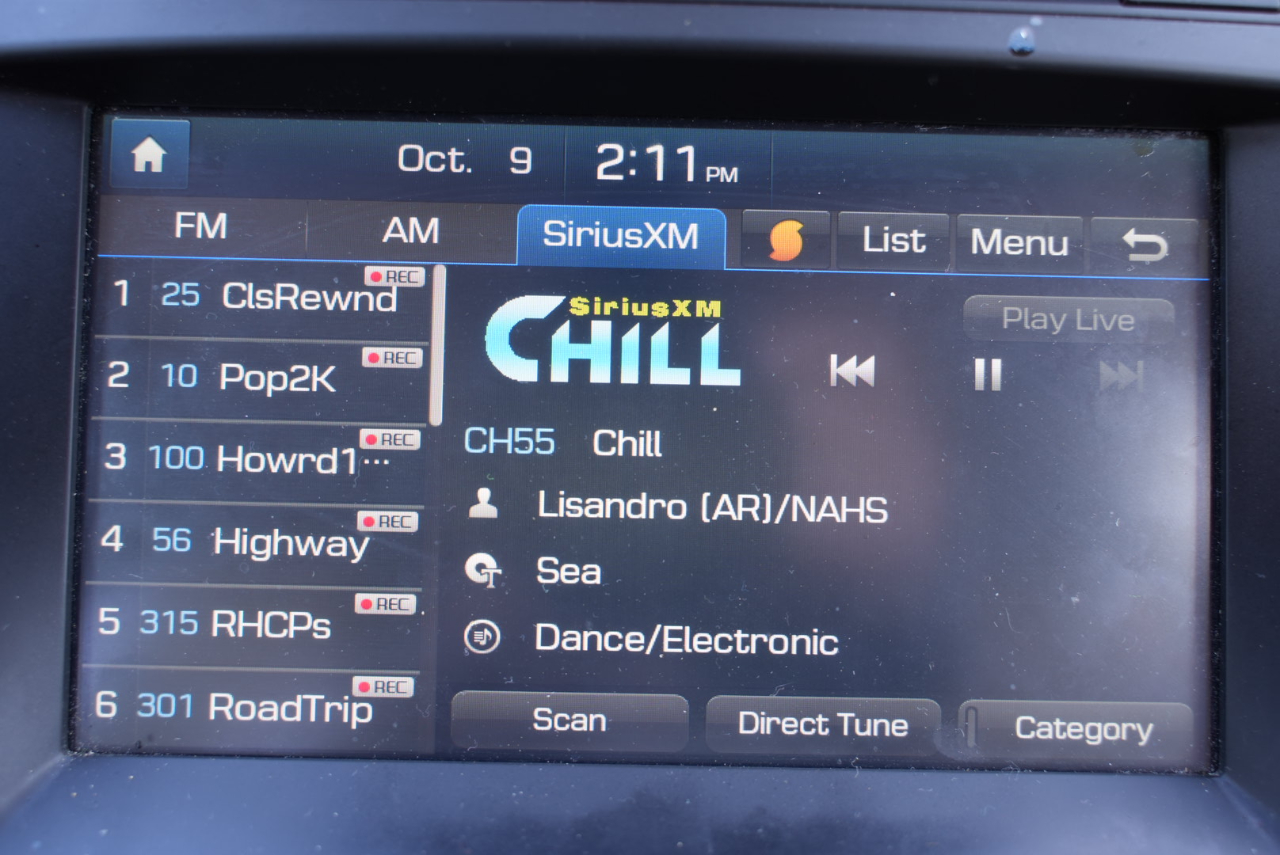 Oct. 9 2:11 PM
FM AM SiriusXM List Menu
1 25 ClsRewnd REC
2 10 Pop2K REC
3 100 Howrd1··· REC
4 56 Highway REC
5 315 RHCPs REC
6 301 RoadTrip REC
SiriusXM
CHILL
Play Live
CH55 Chill
Lisandro (AR)/NAHS
Sea
Dance/Electronic
Scan Direct Tune Category